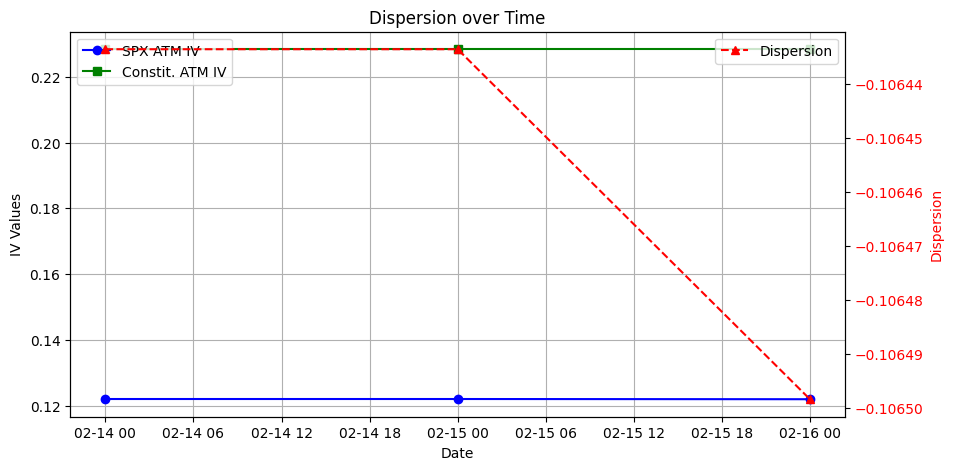 Dispersion over Time
SPX ATM IV
Constit. ATM IV
Dispersion
0.22
0.20
0.18
0.16
0.14
0.12
IV Values
−0.10644
−0.10645
−0.10646
−0.10647
−0.10648
−0.10649
−0.10650
Dispersion
02-14 00 02-14 06 02-14 12 02-14 18 02-15 00 02-15 06 02-15 12 02-15 18 02-16 00
Date